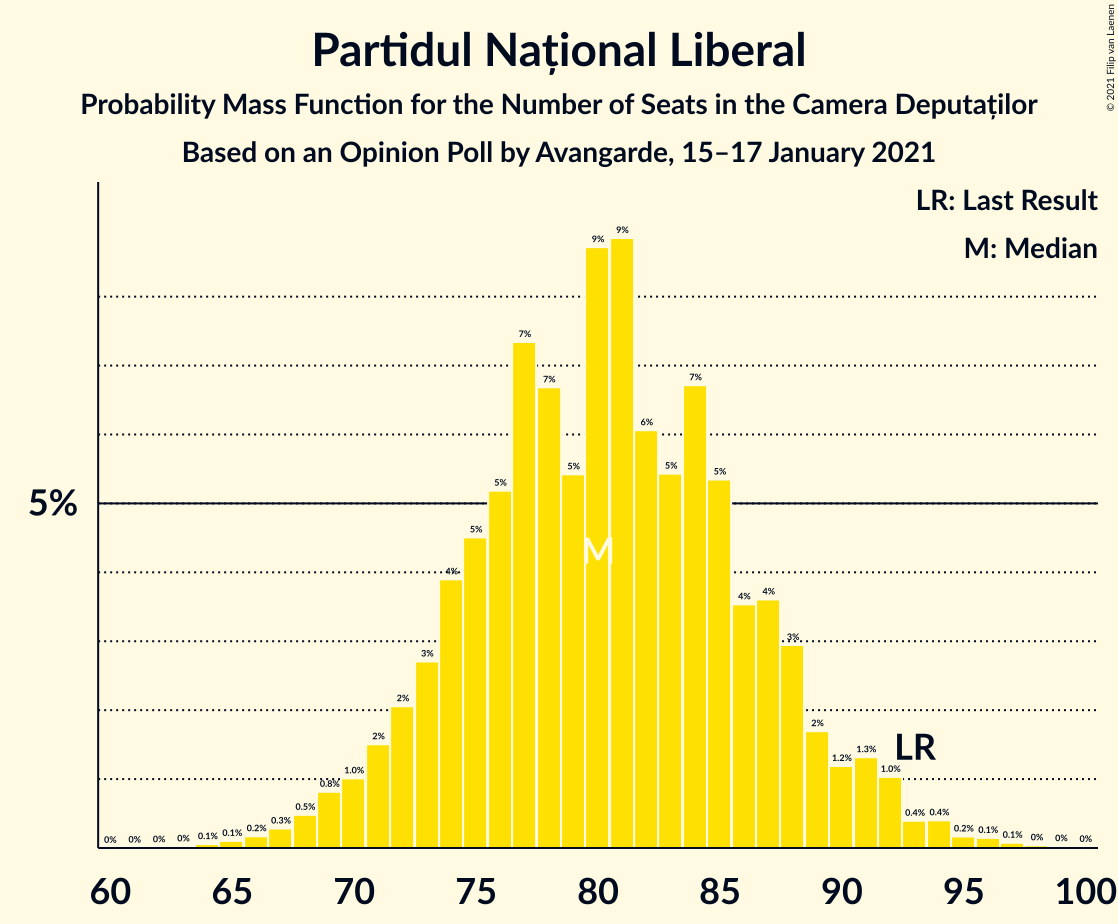 Partidul Național Liberal
Probability Mass Function for the Number of Seats in the Camera Deputaților
Based on an Opinion Poll by Avangarde, 15–17 January 2021
© 2021 Filip van Laenen
LR: Last Result
M: Median
5%
0% 0% 0% 0% 0.1% 0.1% 0.2% 0.3% 0.5% 0.8% 1.0% 2% 2% 3% 4% 5% 5% 7% 7% 5% 9% 9% 6% 5% 7% 5% 4% 4% 3% 2% 1.2% 1.3% 1.0% 0.4% 0.4% 0.2% 0.1% 0.1% 0% 0% 0%
M
LR
60 65 70 75 80 85 90 95 100